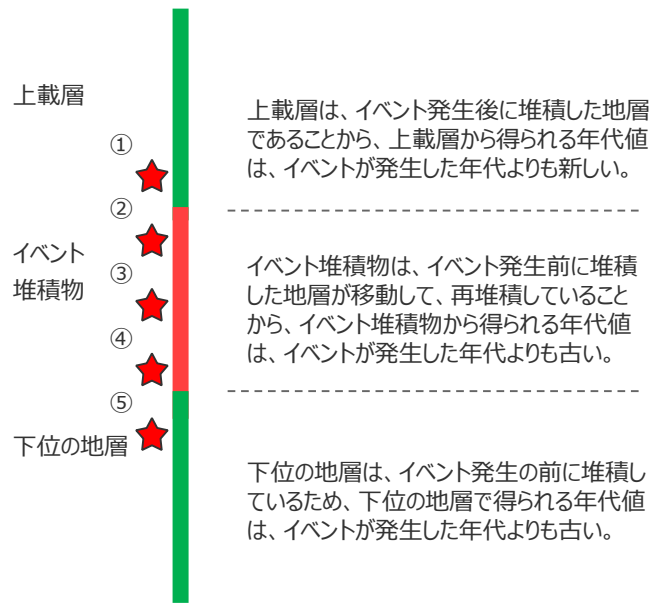 上載層
上載層は、イベント発生後に堆積した地層
であることから、上載層から得られる年代値
は、イベントが発生した年代よりも新しい。
①
②
イベント
堆積物
③
イベント堆積物は、イベント発生前に堆積
した地層が移動して、再堆積していること
から、イベント堆積物から得られる年代値
は、イベントが発生した年代よりも古い。
④
⑤
下位の地層
下位の地層は、イベント発生の前に堆積し
ているため、下位の地層で得られる年代値
は、イベントが発生した年代よりも古い。